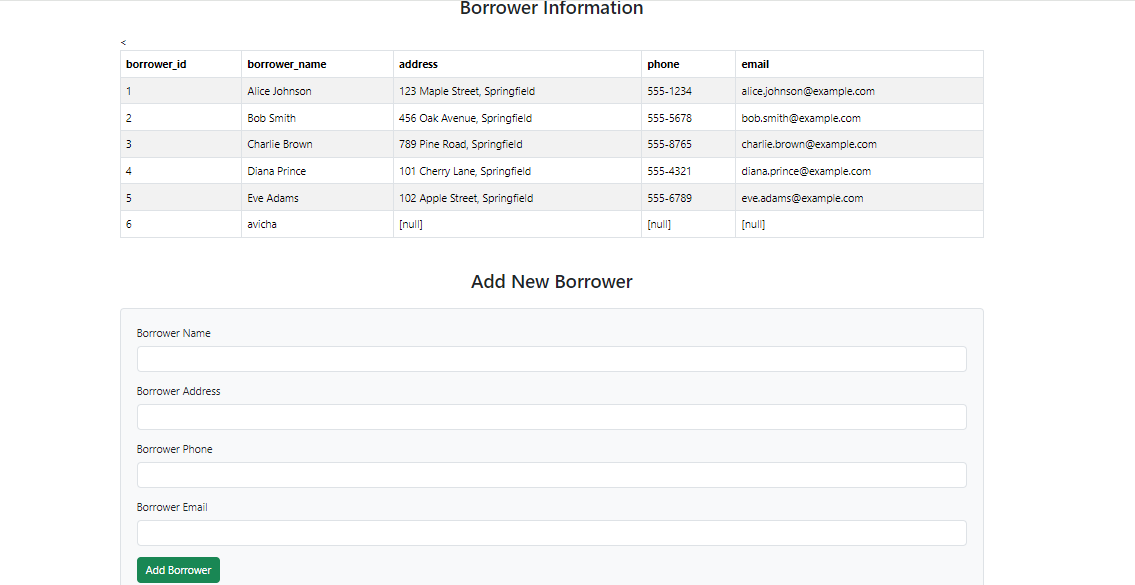 Borrower Information
<
borrower_id borrower_name address phone email
1 Alice Johnson 123 Maple Street, Springfield 555-1234 alice.johnson@example.com
2 Bob Smith 456 Oak Avenue, Springfield 555-5678 bob.smith@example.com
3 Charlie Brown 789 Pine Road, Springfield 555-8765 charlie.brown@example.com
4 Diana Prince 101 Cherry Lane, Springfield 555-4321 diana.prince@example.com
5 Eve Adams 102 Apple Street, Springfield 555-6789 eve.adams@example.com
6 avicha [null] [null] [null]
Add New Borrower
Borrower Name
Borrower Address
Borrower Phone
Borrower Email
Add Borrower